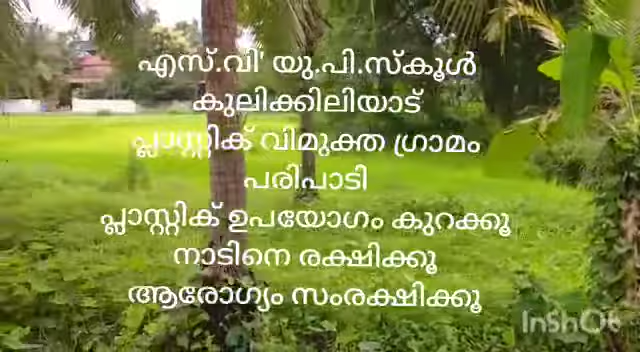 എസ്.വി' യു.പി.സ്കൂൾ
കുലിക്കിലിയാട്
പ്ലാസ്റ്റിക് വിമുക്ത ഗ്രാമം
പരിപാടി
പ്ലാസ്റ്റിക് ഉപയോഗം കുറക്കൂ
നാടിനെ രക്ഷിക്കൂ
ആരോഗ്യം സംരക്ഷിക്കൂ
InShOt